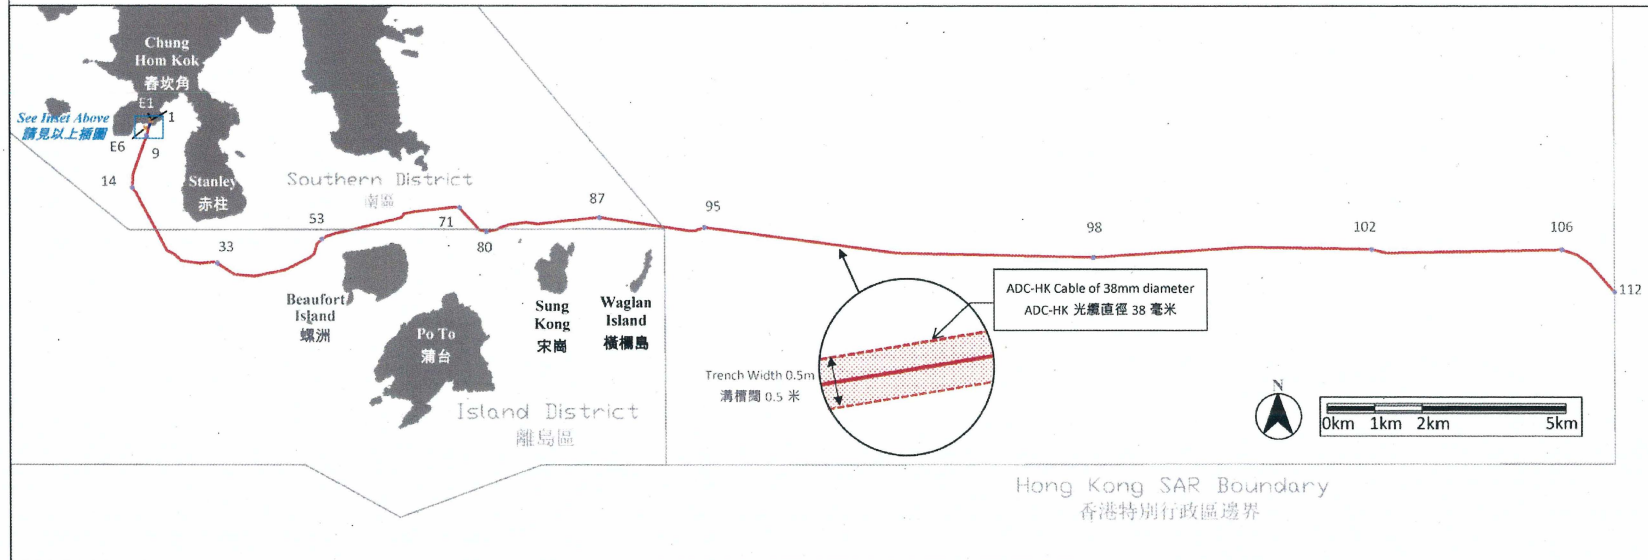 Chung
Hom Kok
舂坎角
E1
1
See Inset Above
請見以上插圖
E6
9
14
Stanley
赤柱
Southern District
南區
33
53
71
80
87
95
98
102
106
112
Beaufort
Island
螺洲
Po To
蒲台
Sung
Kong
宋崗
Waglan
Island
橫欄島
Island District
離島區
ADC-HK Cable of 38mm diameter
ADC-HK 光纜直徑 38 毫米
Trench Width 0.5m
溝槽闊 0.5 米
N
0km 1km 2km 5km
Hong Kong SAR Boundary
香港特別行政區邊界